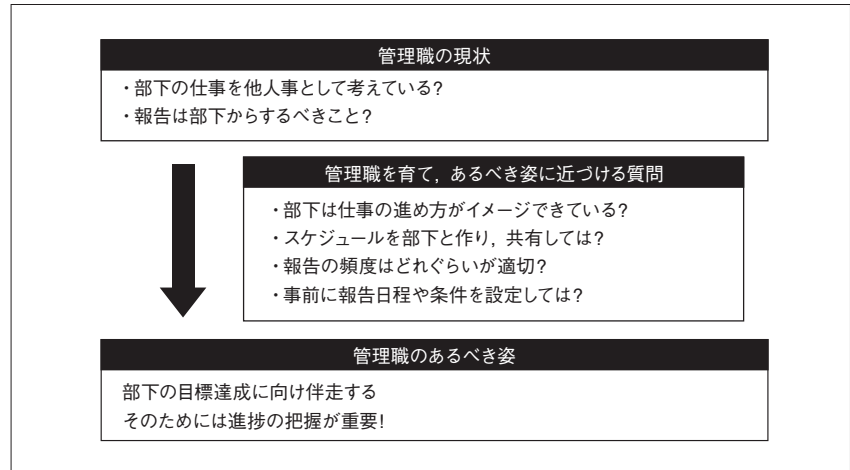 管理職の現状
・部下の仕事を他人事として考えている?
・報告は部下からするべきこと?
管理職を育て，あるべき姿に近づける質問
・部下は仕事の進め方がイメージできている?
・スケジュールを部下と作り，共有しては?
・報告の頻度はどれぐらいが適切?
・事前に報告日程や条件を設定しては?
管理職のあるべき姿
部下の目標達成に向け伴走する
そのためには進捗の把握が重要!